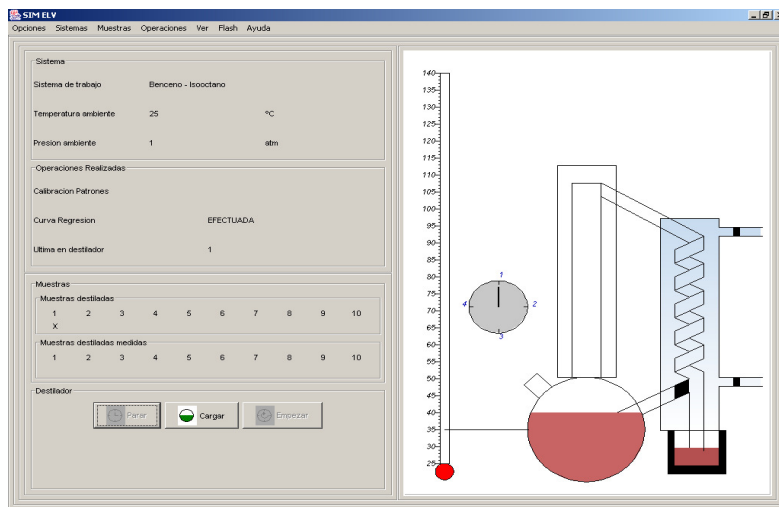 SIM ELV
Opciones Sistemas Muestras Operaciones Ver Flash Ayuda
Sistema
Sistema de trabajo Benceno - Isooctano
Temperatura ambiente 25 ºC
Presion ambiente 1 atm
Operaciones Realizadas
Calibracion Patrones
Curva Regresion EFECTUADA
Ultima en destilador 1
Muestras
Muestras destiladas
1 2 3 4 5 6 7 8 9 10
X
Muestras destiladas medidas
1 2 3 4 5 6 7 8 9 10
Destilador
Parar Cargar Empezar
140
135
130
125
120
115
110
105
100
95
90
85
80
75
70
65
60
55
50
45
40
35
30
25
1
4 2
3